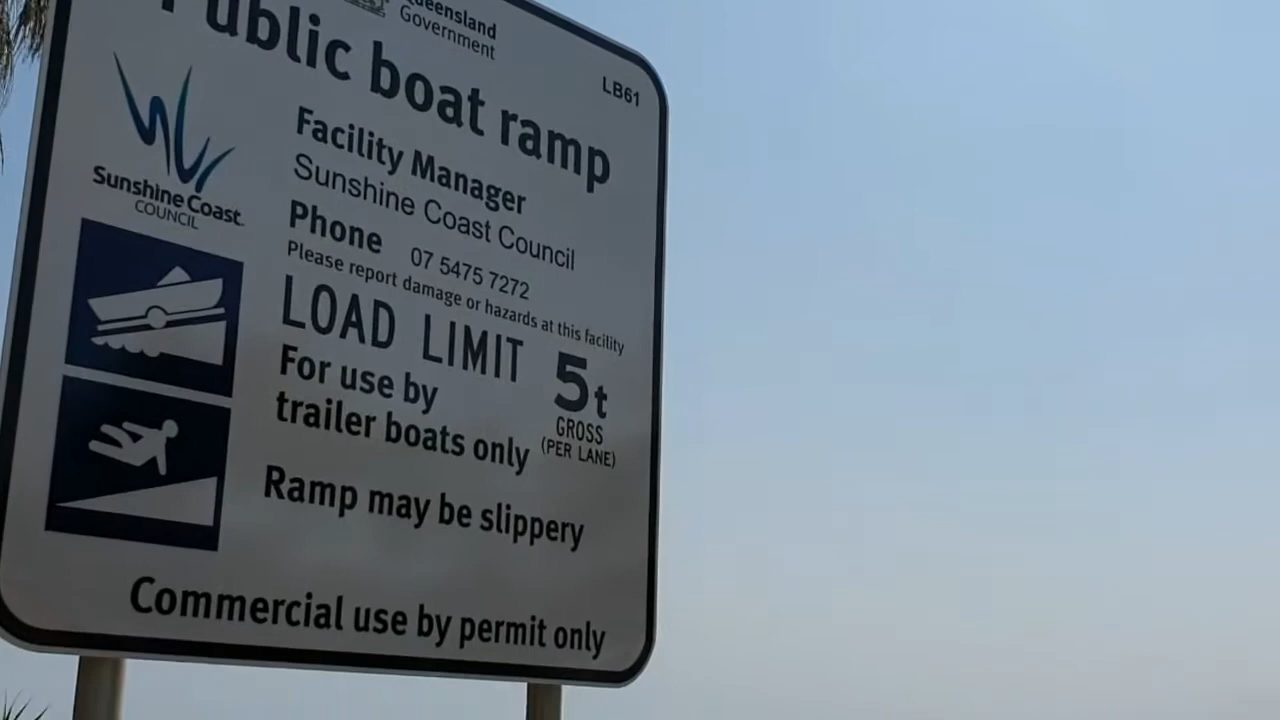 Queensland
Government
Public boat ramp
LB61
Sunshine Coast
COUNCIL
Facility Manager
Sunshine Coast Council
Phone 07 5475 7272
Please report damage or hazards at this facility
LOAD LIMIT 5t
GROSS
(PER LANE)
For use by
trailer boats only
Ramp may be slippery
Commercial use by permit only